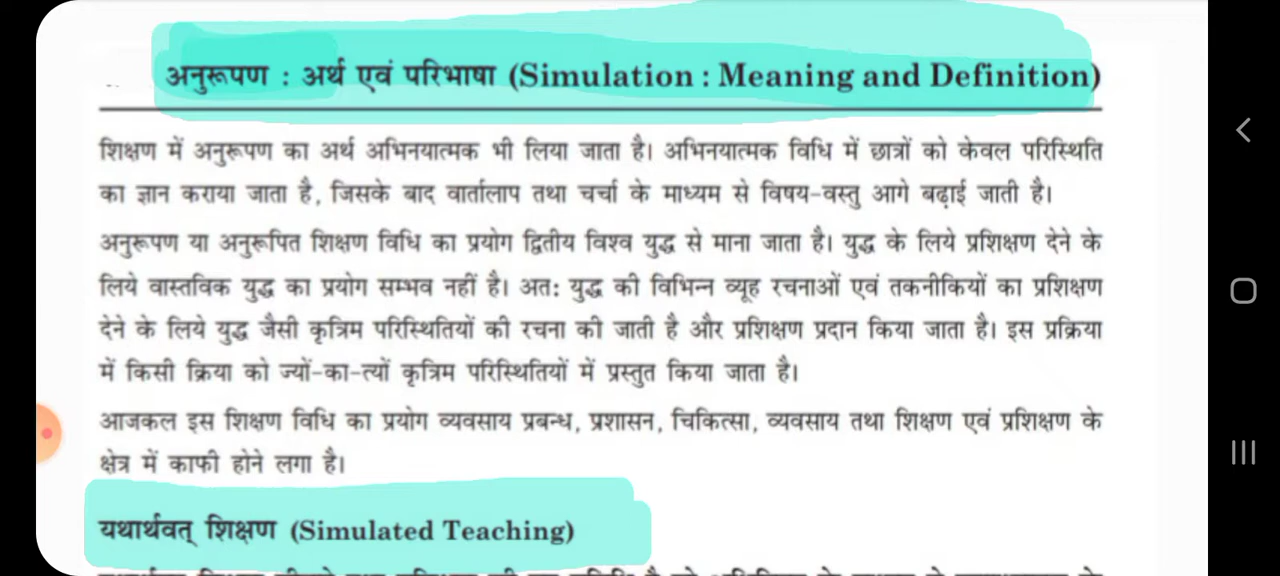 अनुरूपण : अर्थ एवं परिभाषा (Simulation : Meaning and Definition)
शिक्षण में अनुरूपण का अर्थ अभिनयात्मक भी लिया जाता है। अभिनयात्मक विधि में छात्रों को केवल परिस्थिति
का ज्ञान कराया जाता है, जिसके बाद वार्तालाप तथा चर्चा के माध्यम से विषय-वस्तु आगे बढ़ाई जाती है।
अनुरूपण या अनुरूपित शिक्षण विधि का प्रयोग द्वितीय विश्व युद्ध से माना जाता है। युद्ध के लिये प्रशिक्षण देने के
लिये वास्तविक युद्ध का प्रयोग सम्भव नहीं है। अतः युद्ध की विभिन्न व्यूह रचनाओं एवं तकनीकियों का प्रशिक्षण
देने के लिये युद्ध जैसी कृत्रिम परिस्थितियों की रचना की जाती है और प्रशिक्षण प्रदान किया जाता है। इस प्रक्रिया
में किसी क्रिया को ज्यों-का-त्यों कृत्रिम परिस्थितियों में प्रस्तुत किया जाता है।
आजकल इस शिक्षण विधि का प्रयोग व्यवसाय प्रबन्ध, प्रशासन, चिकित्सा, व्यवसाय तथा शिक्षण एवं प्रशिक्षण के
क्षेत्र में काफी होने लगा है।
यथार्थवत् शिक्षण (Simulated Teaching)